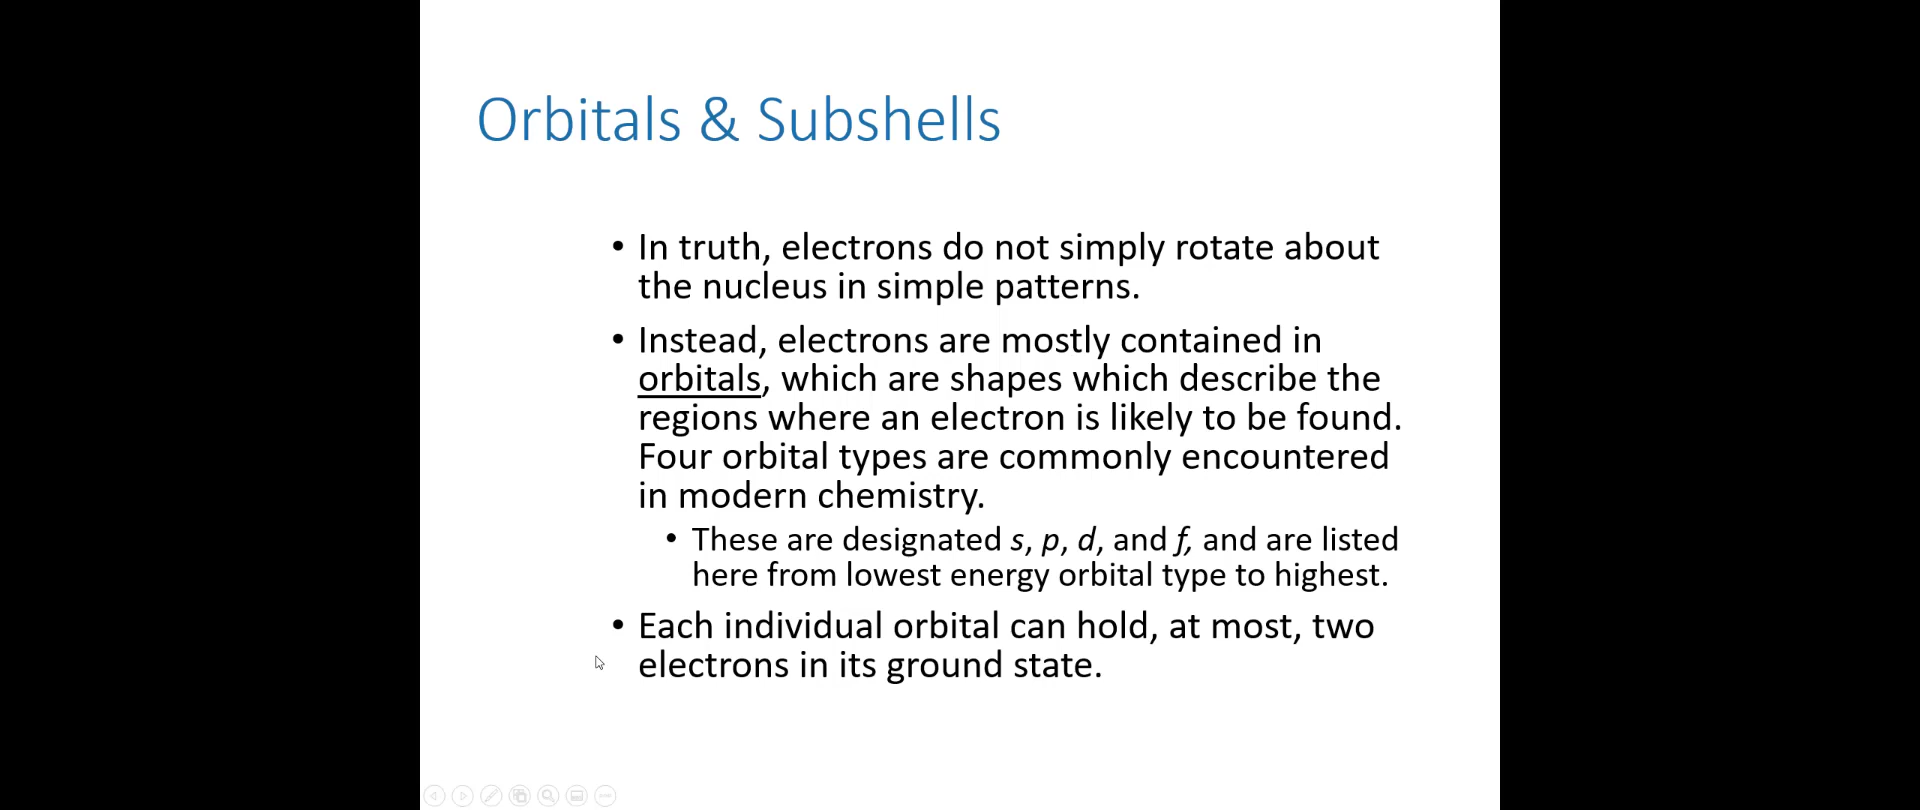 Orbitals & Subshells
• In truth, electrons do not simply rotate about
the nucleus in simple patterns.
• Instead, electrons are mostly contained in
orbitals, which are shapes which describe the
regions where an electron is likely to be found.
Four orbital types are commonly encountered
in modern chemistry.
• These are designated s, p, d, and f, and are listed
here from lowest energy orbital type to highest.
• Each individual orbital can hold, at most, two
electrons in its ground state.